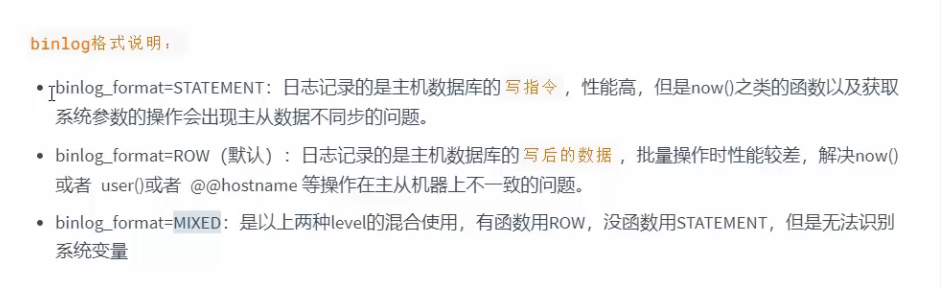 binlog格式说明：
binlog_format=STATEMENT：日志记录的是主机数据库的 写指令 ，性能高，但是now()之类的函数以及获取
系统参数的操作会出现主从数据不同步的问题。
binlog_format=ROW（默认）：日志记录的是主机数据库的 写后的数据 ，批量操作时性能较差，解决now()
或者 user()或者 @@hostname 等操作在主从机器上不一致的问题。
binlog_format=MIXED：是以上两种level的混合使用，有函数用ROW，没函数用STATEMENT，但是无法识别
系统变量